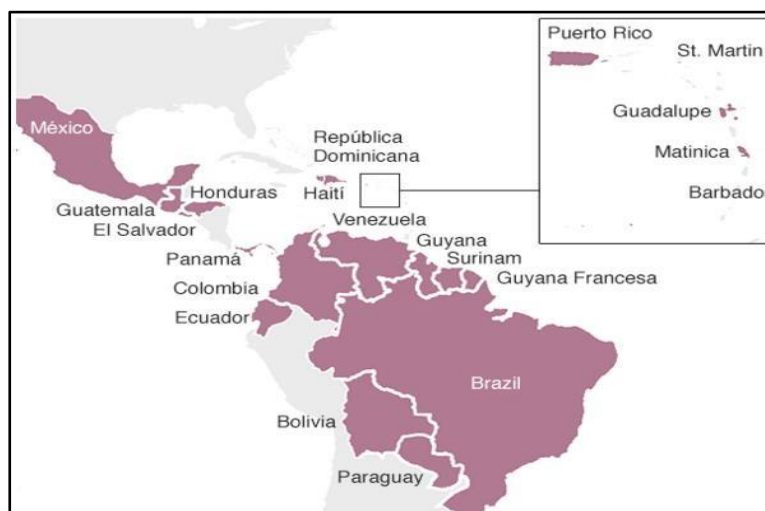 Puerto Rico
St. Martin
México
Guadalupe
República
Dominicana
Matinica
Honduras
Haití
Guatemala
Barbado
El Salvador
Venezuela
Guyana
Panamá
Surinam
Guyana Francesa
Colombia
Ecuador
Brazil
Bolivia
Paraguay